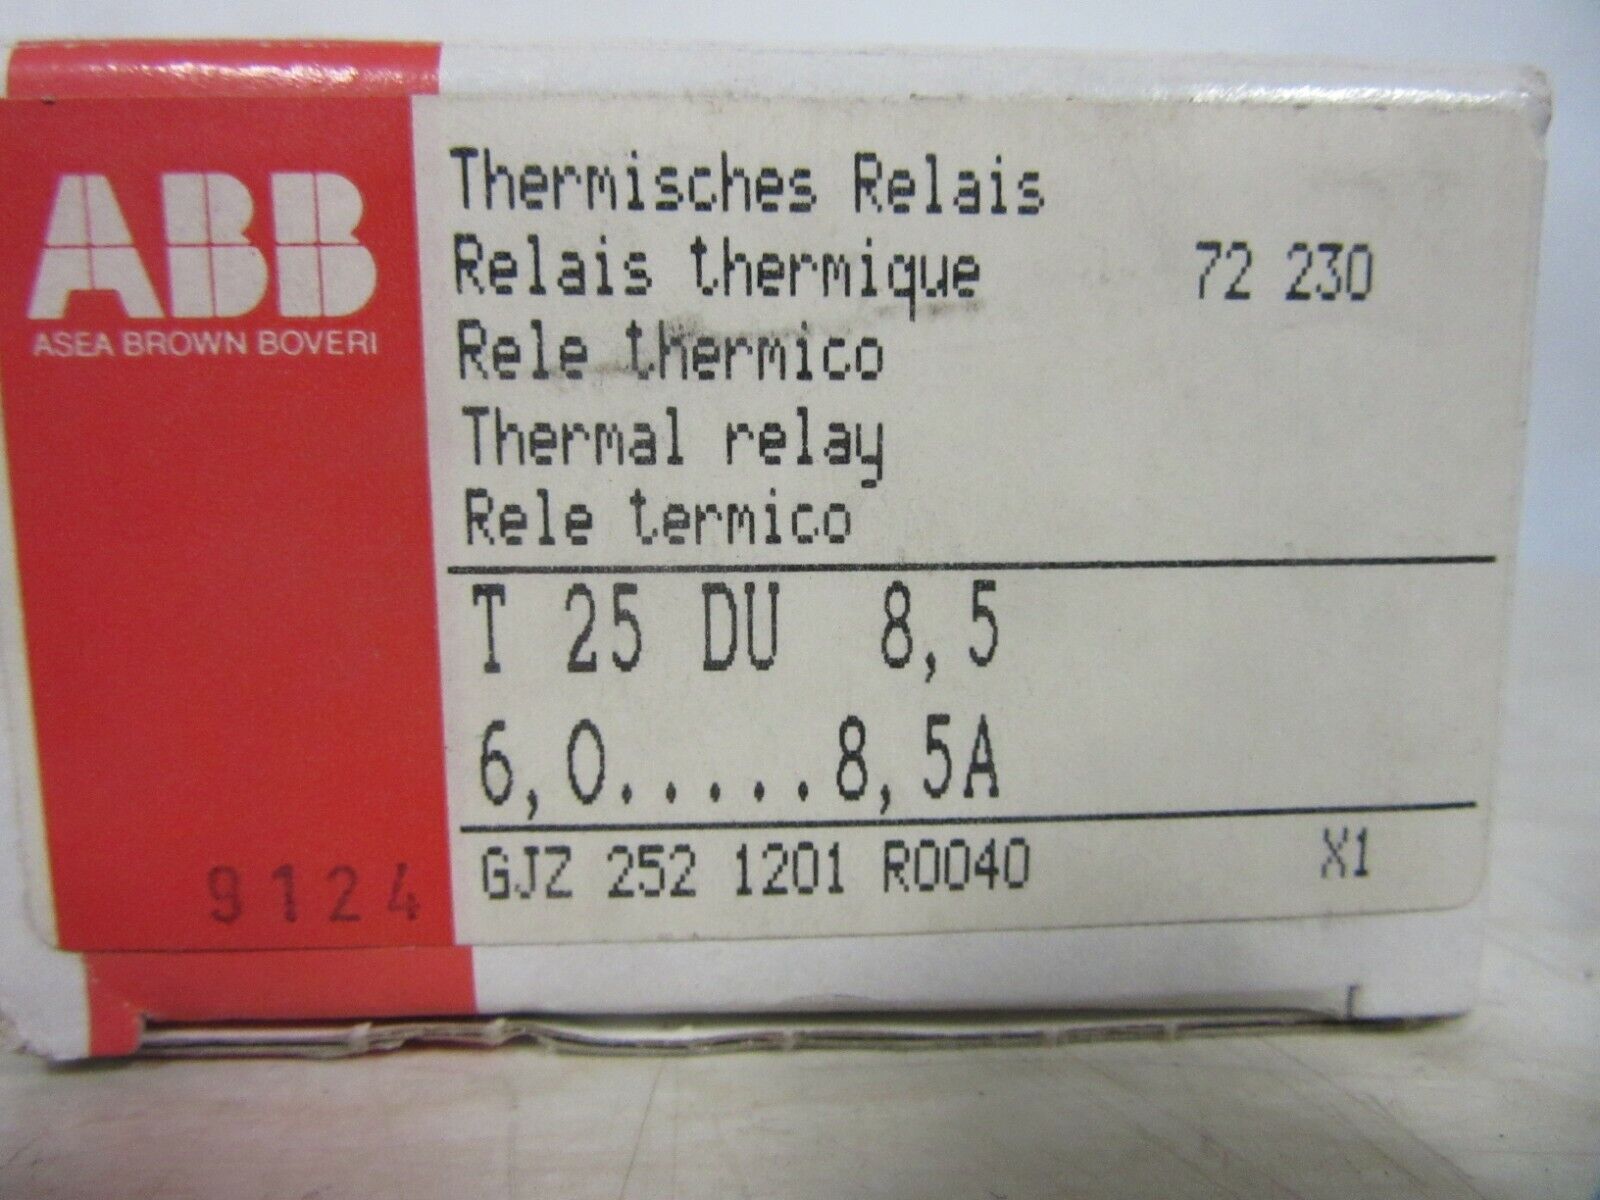 ABB
ASEA BROWN BOVERI
Thermisches Relais
Relais thermique 72 230
Rele thermico
Thermal relay
Rele termico
T 25 DU 8,5
6,0.....8,5A
GJZ 252 1201 R0040 X1
9124